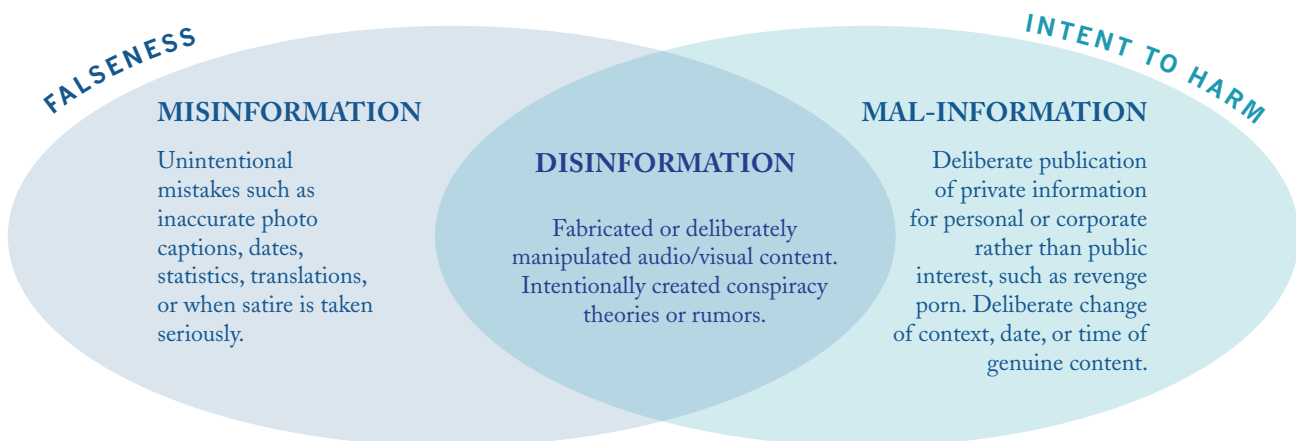 FALSENESS
INTENT TO HARM
MISINFORMATION
Unintentional
mistakes such as
inaccurate photo
captions, dates,
statistics, translations,
or when satire is taken
seriously.
DISINFORMATION
Fabricated or deliberately
manipulated audio/visual content.
Intentionally created conspiracy
theories or rumors.
MAL-INFORMATION
Deliberate publication
of private information
for personal or corporate
rather than public
interest, such as revenge
porn. Deliberate change
of context, date, or time of
genuine content.